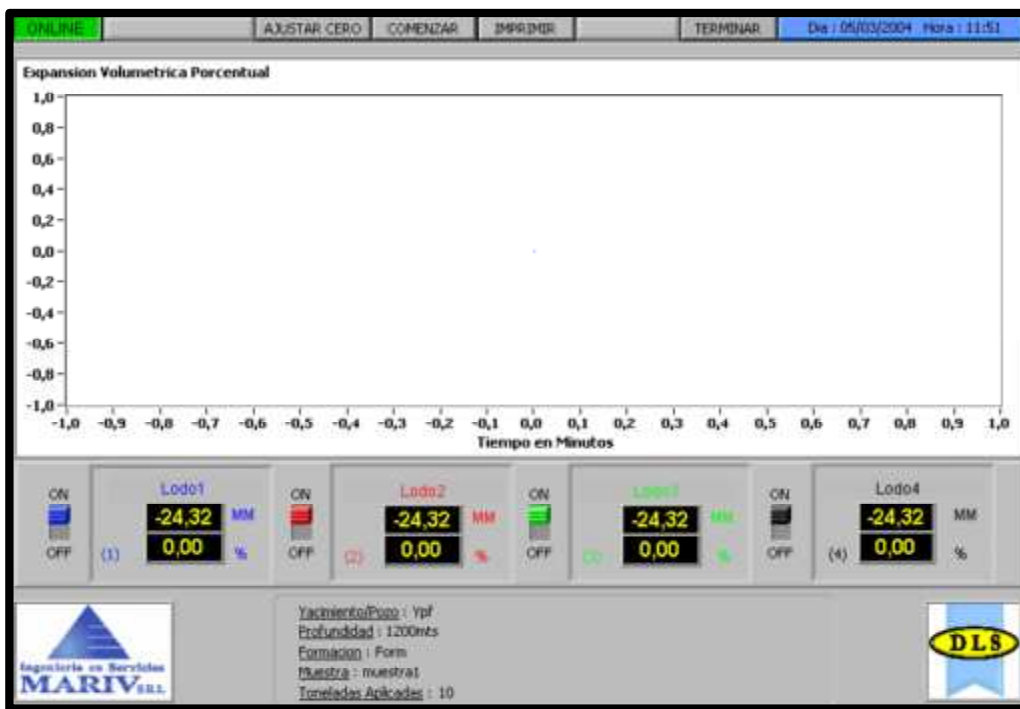 ONLINE AJUSTAR CERO COMENZAR IMPRIMIR TERMINAR Dia : 05/03/2004 Hora : 11:51
Expansion Volumetrica Porcentual
1,0
0,8
0,6
0,4
0,2
0,0
-0,2
-0,4
-0,6
-0,8
-1,0
-1,0 -0,9 -0,8 -0,7 -0,6 -0,5 -0,4 -0,3 -0,2 -0,1 0,0 0,1 0,2 0,3 0,4 0,5 0,6 0,7 0,8 0,9 1,0
Tiempo en Minutos
Lodo1 Lodo2 Lodo3 Lodo4
ON ON ON ON
-24,32 MM -24,32 MM -24,32 MM -24,32 MM
OFF (1) 0,00 % OFF (2) 0,00 % OFF (3) 0,00 % OFF (4) 0,00 %
Yacimiento/Pozo : Ypf
Profundidad : 1200mts
Formacion : Form
Muestra : muestra1
Toneladas Aplicadas : 10
Ingenieria en Servicios
MARIV S.R.L.
DLS